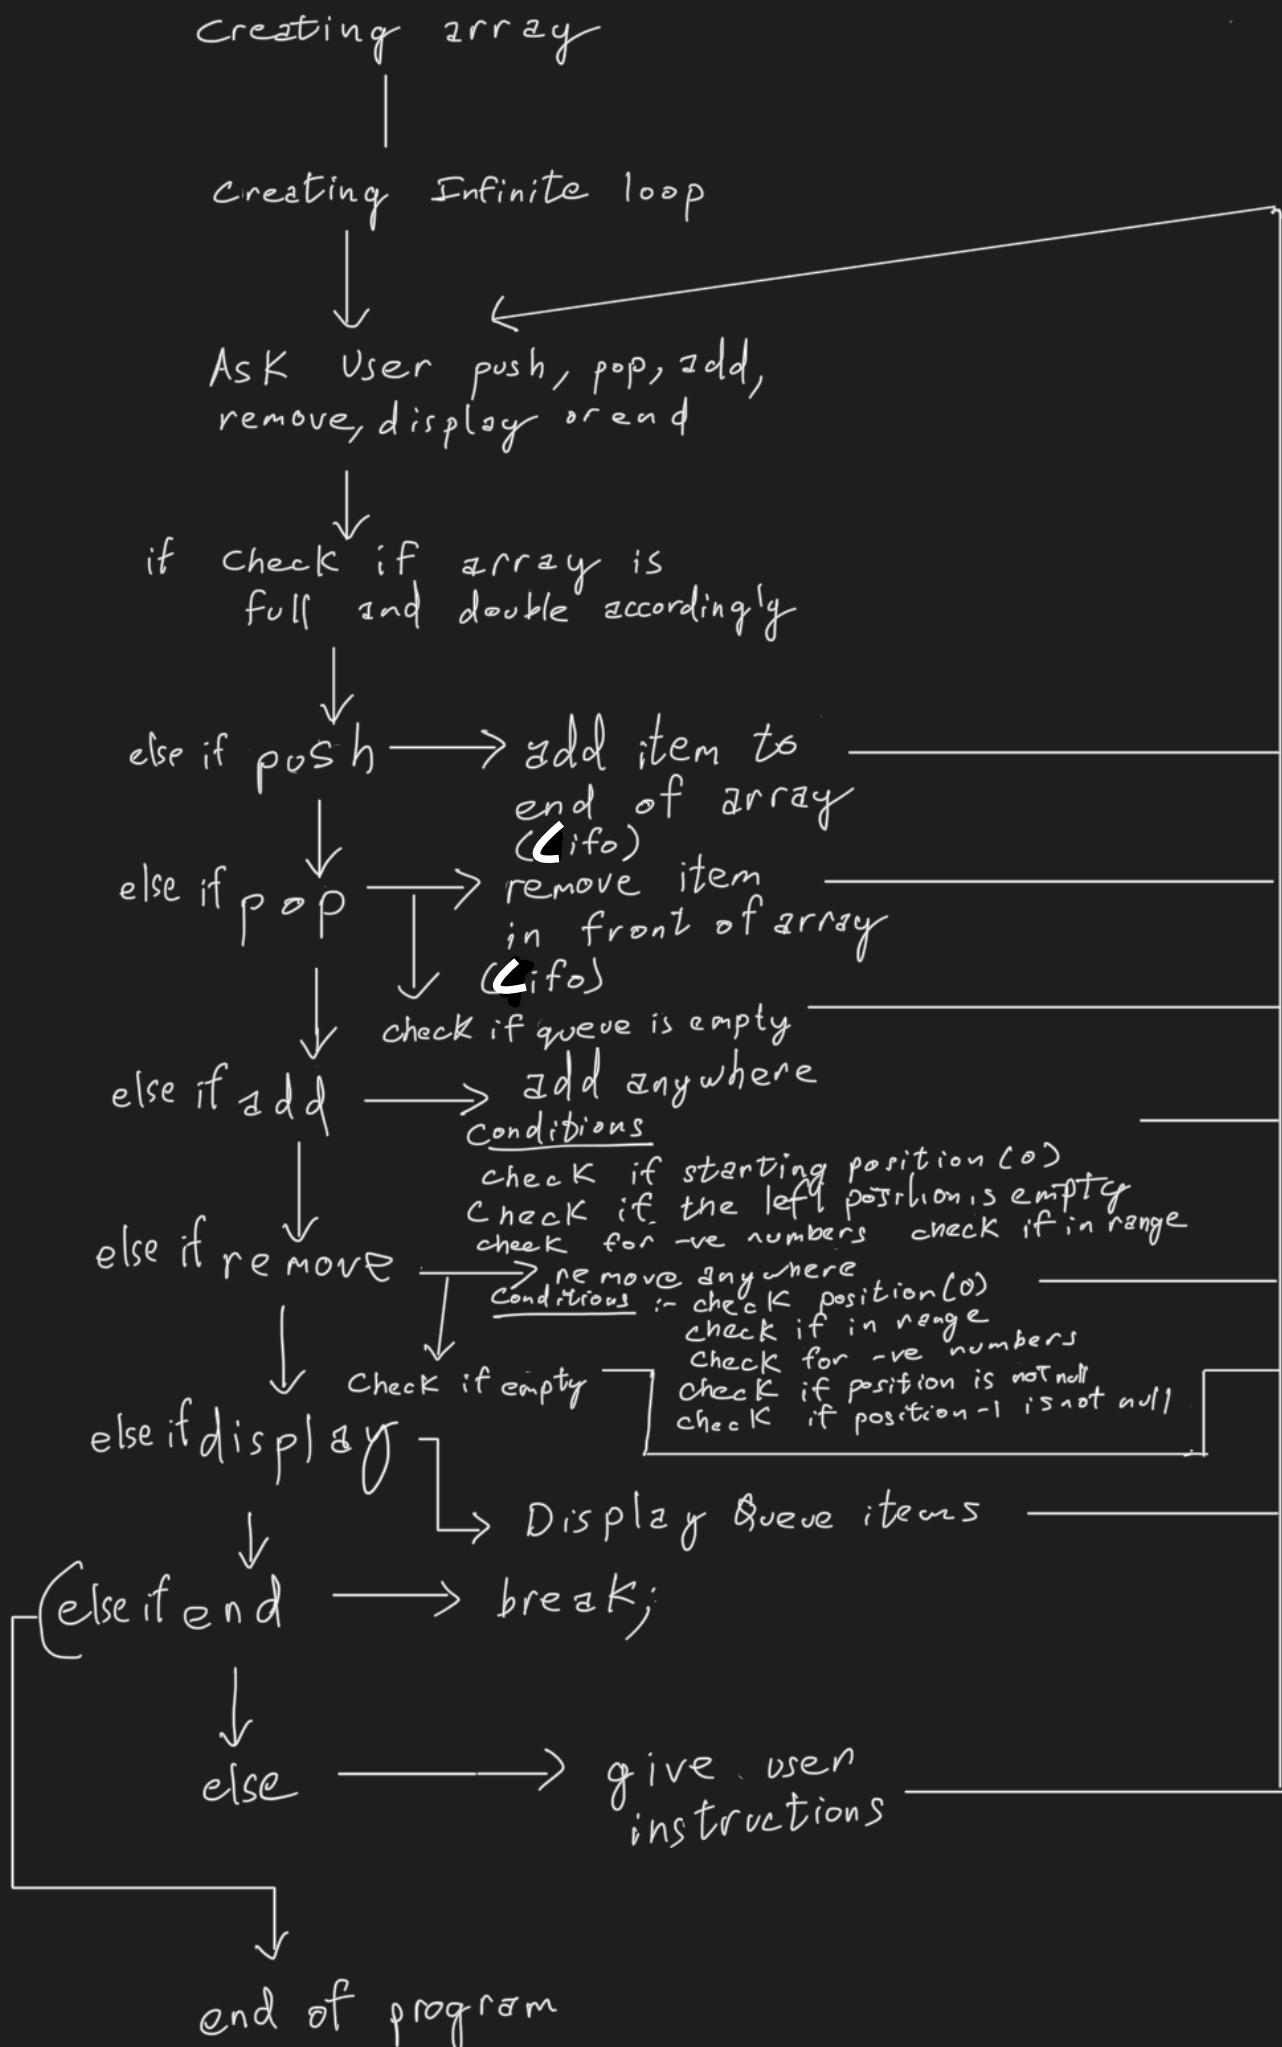 Creating array
Creating Infinite loop
Ask User push, pop, add,
remove, display or end
if check if array is
full and double accordingly
else if push
add item to
end of array
(Lifo)
else if pop
remove item
in front of array
(Lifo)
check if queue is empty
else if add
add anywhere
Conditions
check if starting position (0)
check if the left position is empty
check for -ve numbers check if in range
else if remove
remove anywhere
Conditions :- check position (0)
check if in range
check for -ve numbers
check if position is not null
check if position-1 is not null
check if empty
else if display
Display Queue items
else if end
break;
else
give user
instructions
end of program